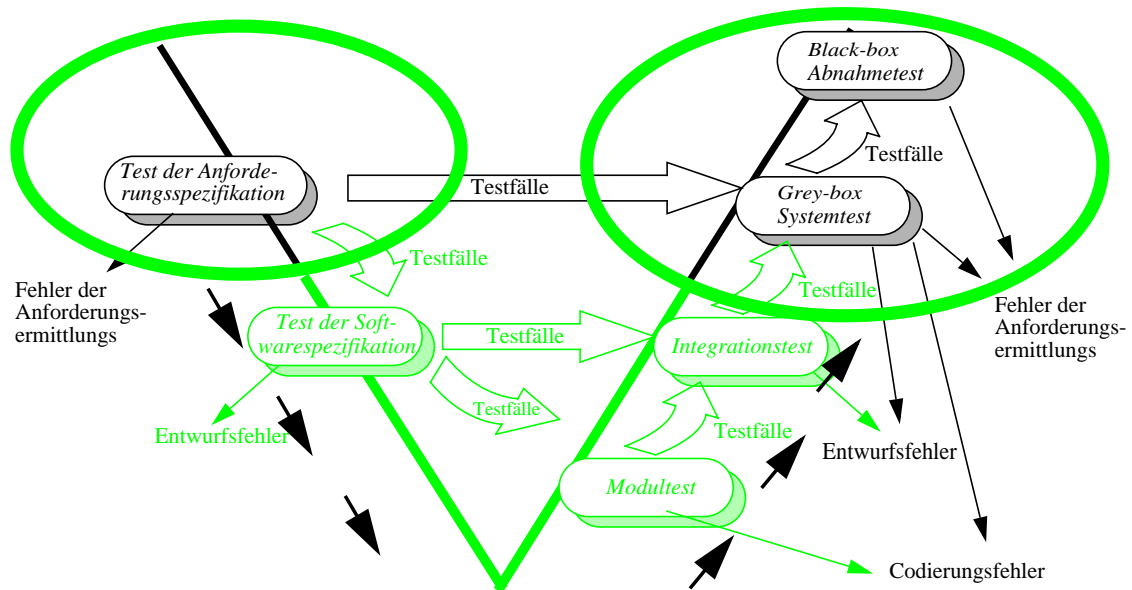 Black-box
Abnahmetest
Testfälle
Test der Anforde-
rungsspezifikation
Testfälle
Grey-box
Systemtest
Testfälle
Testfälle
Fehler der
Anforderungs-
ermittlungs
Fehler der
Anforderungs-
ermittlungs
Test der Soft-
warespezifikation
Testfälle
Integrationstest
Testfälle
Testfälle
Entwurfsfehler
Entwurfsfehler
Modultest
Codierungsfehler